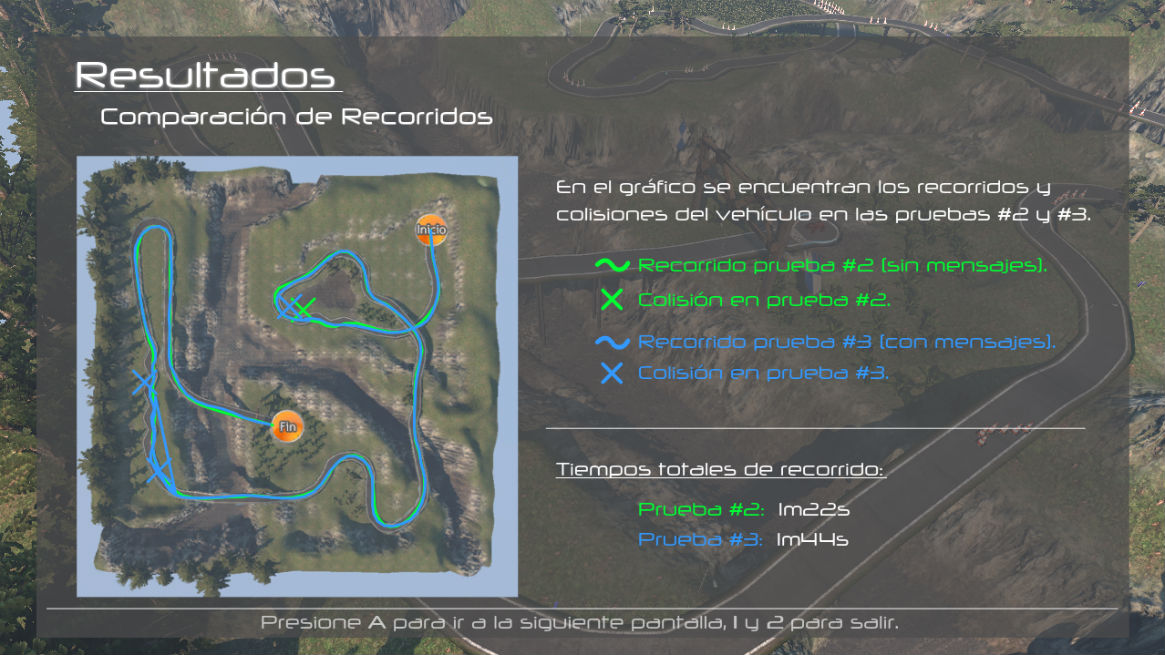 Resultados
Comparación de Recorridos
Inicio
Fin
En el gráfico se encuentran los recorridos y
colisiones del vehículo en las pruebas #2 y #3.
Recorrido prueba #2 (sin mensajes).
Colisión en prueba #2.
Recorrido prueba #3 (con mensajes).
Colisión en prueba #3.
Tiempos totales de recorrido:
Prueba #2: 1m22s
Prueba #3: 1m44s
Presione A para ir a la siguiente pantalla, 1 y 2 para salir.